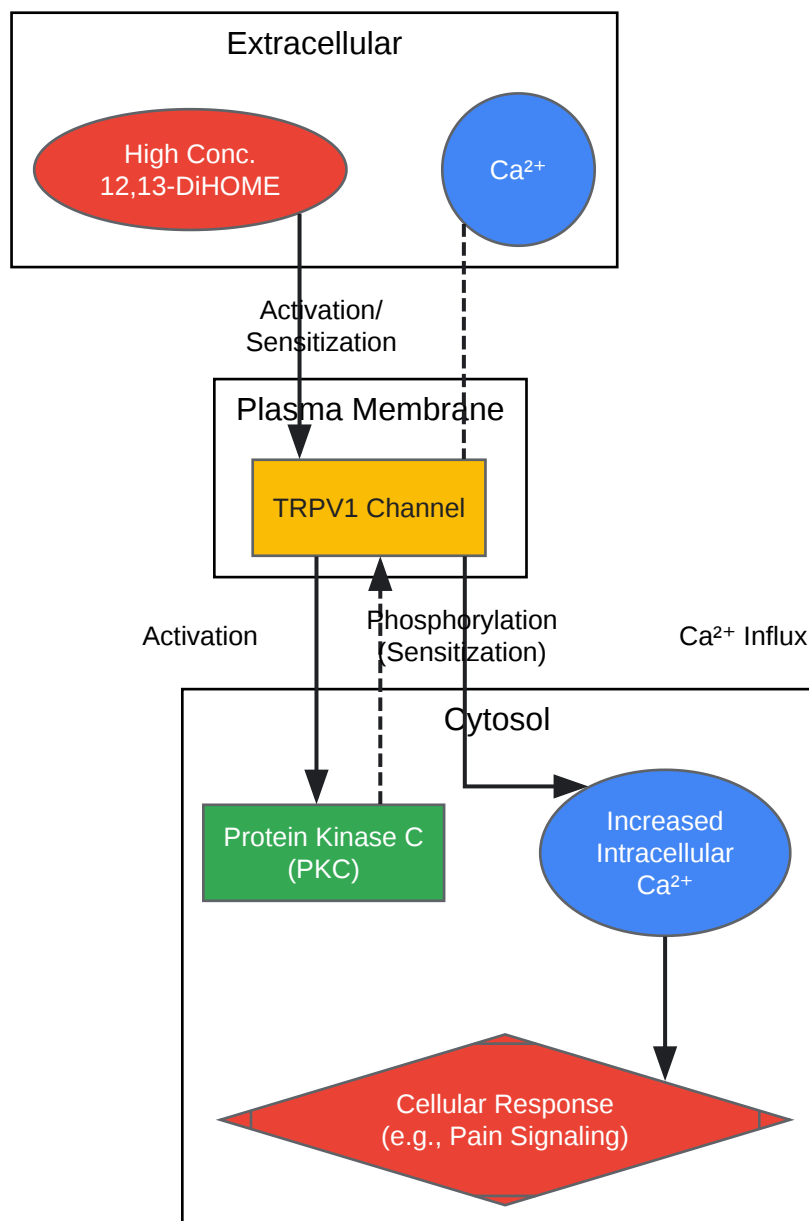 Extracellular
High Conc.
12,13-DiHOME
Ca²⁺
Activation/
Sensitization
Plasma Membrane
TRPV1 Channel
Activation
Phosphorylation
(Sensitization)
Ca²⁺ Influx
Cytosol
Protein Kinase C
(PKC)
Increased
Intracellular
Ca²⁺
Cellular Response
(e.g., Pain Signaling)